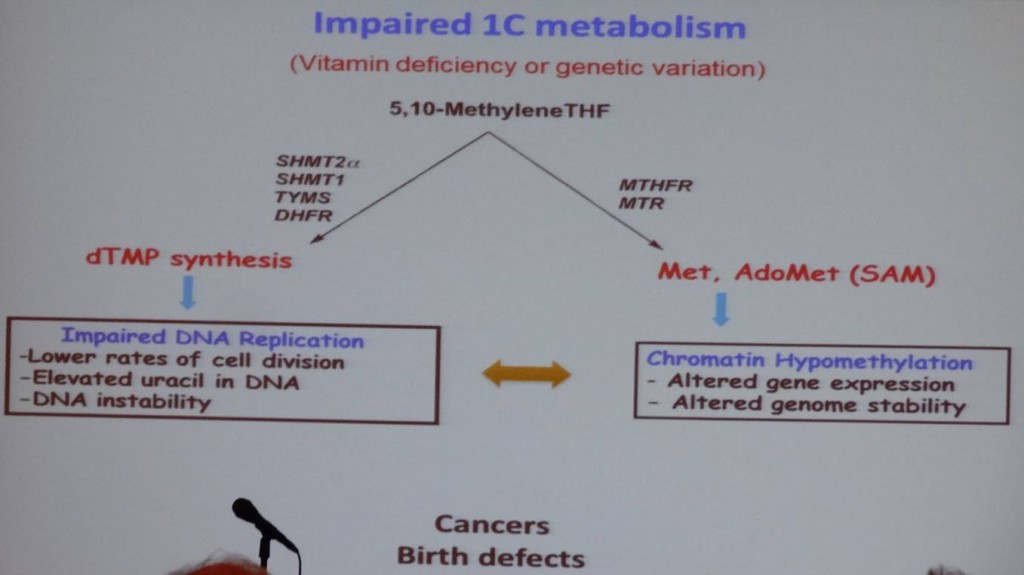 Impaired 1C metabolism
(Vitamin deficiency or genetic variation)
5,10-MethyleneTHF
SHMT2α
SHMT1
TYMS
DHFR
MTHFR
MTR
dTMP synthesis
Met, AdoMet (SAM)
Impaired DNA Replication
-Lower rates of cell division
-Elevated uracil in DNA
-DNA instability
Chromatin Hypomethylation
- Altered gene expression
- Altered genome stability
Cancers
Birth defects